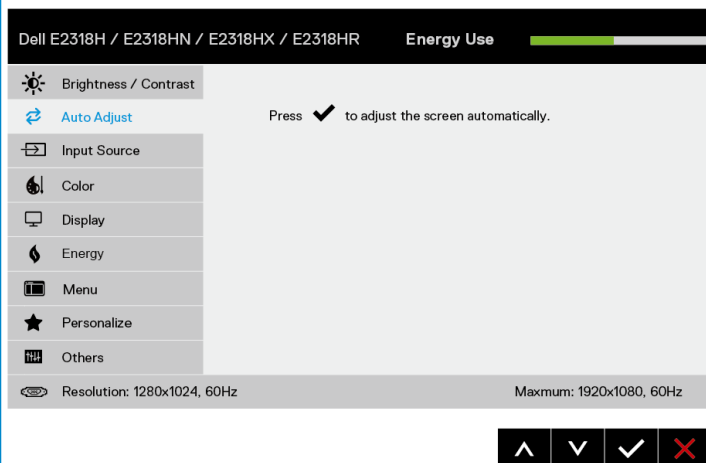 Dell E2318H / E2318HN / E2318HX / E2318HR Energy Use
Brightness / Contrast
Auto Adjust
Press to adjust the screen automatically.
Input Source
Color
Display
Energy
Menu
Personalize
Others
Resolution: 1280x1024, 60Hz Maxmum: 1920x1080, 60Hz